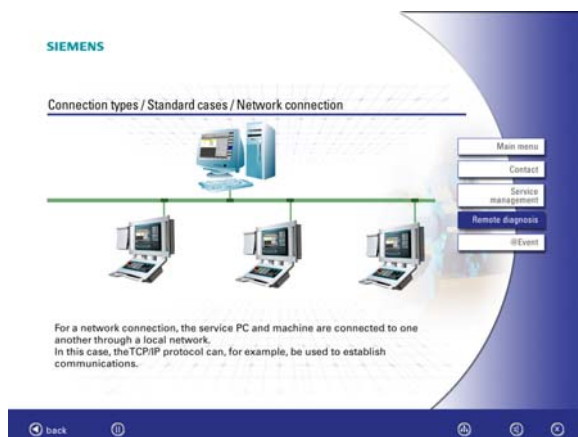 SIEMENS
Connection types / Standard cases / Network connection
Main menu
Contact
Service
management
Remote diagnosis
@Event
For a network connection, the service PC and machine are connected to one
another through a local network.
In this case, theTCP/IP protocol can, for example, be used to establish
communications.
back